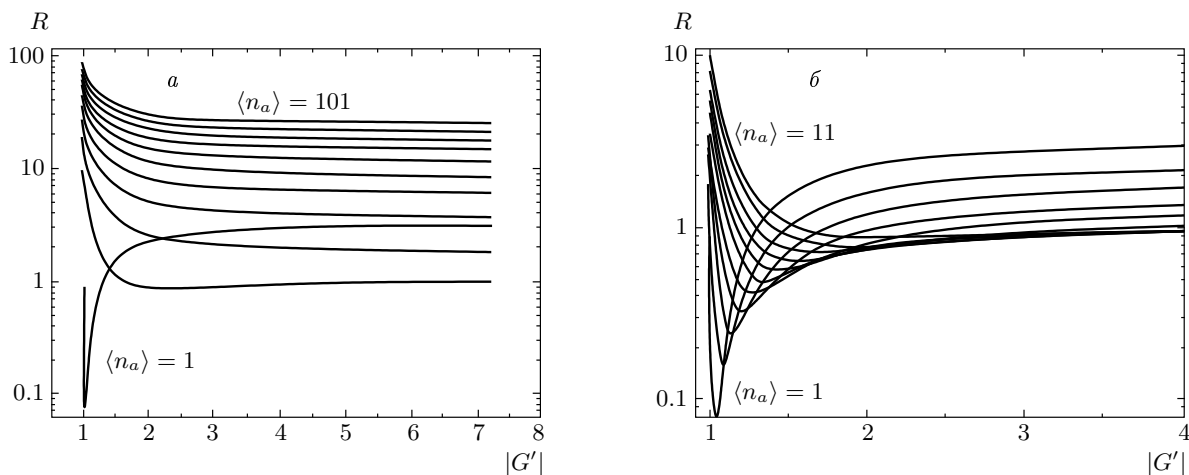 R
100
10
1
0.1
а
⟨n_a⟩ = 101
⟨n_a⟩ = 1
1 2 3 4 5 6 7 8
|G′|
R
10
1
0.1
б
⟨n_a⟩ = 11
⟨n_a⟩ = 1
1 2 3 4
|G′|